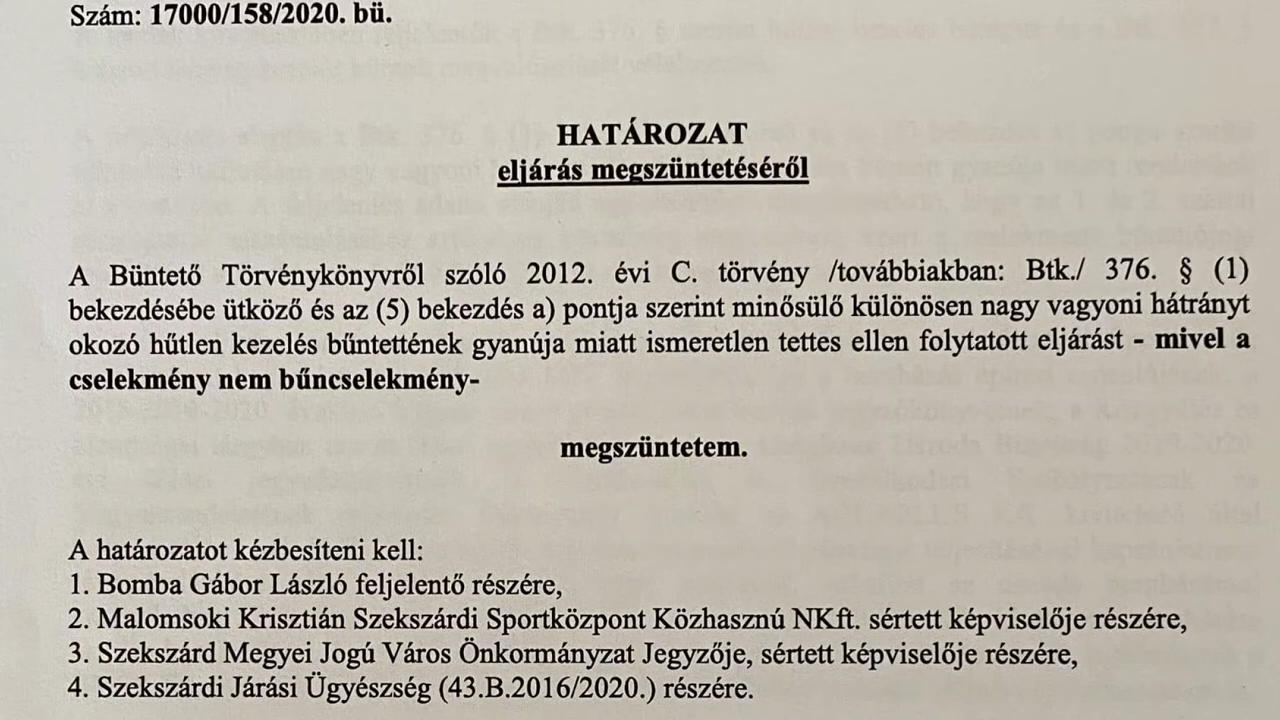 Szám: 17000/158/2020. bü.
HATÁROZAT
eljárás megszüntetéséről
A Büntető Törvénykönyvről szóló 2012. évi C. törvény /továbbiakban: Btk./ 376. § (1)
bekezdésébe ütköző és az (5) bekezdés a) pontja szerint minősülő különösen nagy vagyoni hátrányt
okozó hűtlen kezelés bűntettének gyanúja miatt ismeretlen tettes ellen folytatott eljárást - mivel a
cselekmény nem bűncselekmény-
megszüntetem.
A határozatot kézbesíteni kell:
1. Bomba Gábor László feljelentő részére,
2. Malomsoki Krisztián Szekszárdi Sportközpont Közhasznú NKft. sértett képviselője részére,
3. Szekszárd Megyei Jogú Város Önkormányzat Jegyzője, sértett képviselője részére,
4. Szekszárdi Járási Ügyészség (43.B.2016/2020.) részére.